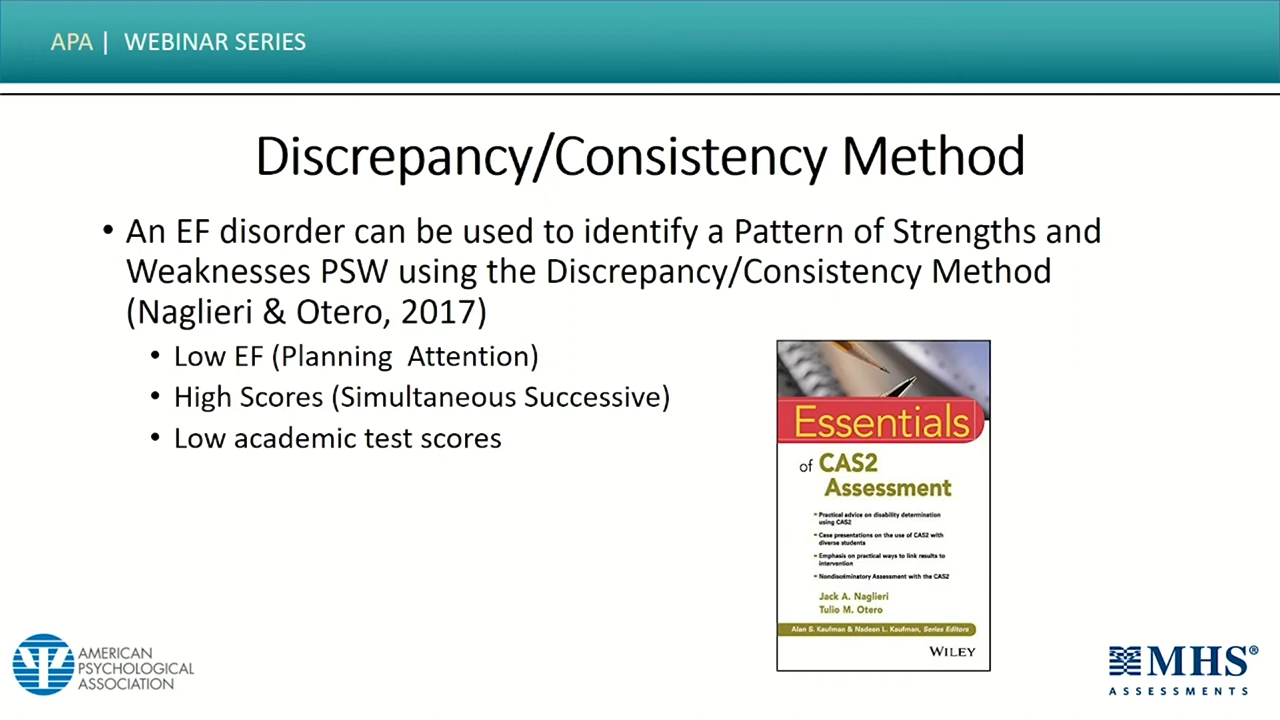 APA | WEBINAR SERIES
Discrepancy/Consistency Method
• An EF disorder can be used to identify a Pattern of Strengths and
Weaknesses PSW using the Discrepancy/Consistency Method
(Naglieri & Otero, 2017)
• Low EF (Planning  Attention)
• High Scores (Simultaneous Successive)
• Low academic test scores
Essentials
of CAS2
Assessment
Practical advice on disability determination
using CAS2
Case presentations on the use of CAS2 with
diverse students
Emphasis on practical ways to link results to
intervention
Nondiscriminatory Assessment with the CAS2
Jack A. Naglieri
Tulio M. Otero
Alan S. Kaufman & Nadeen L. Kaufman, Series Editors
WILEY
AMERICAN
PSYCHOLOGICAL
ASSOCIATION
MHS®
ASSESSMENTS